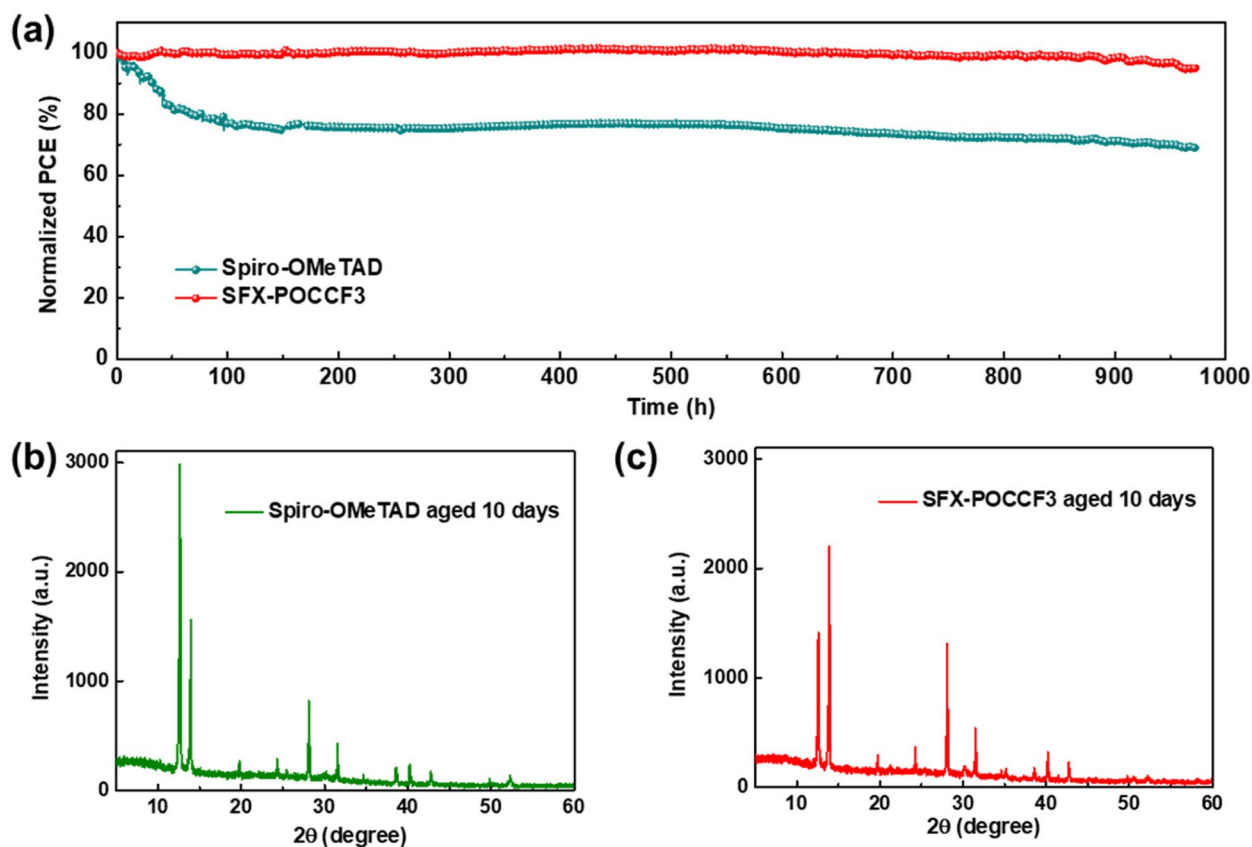 (a)
Normalized PCE (%)
100
80
60
40
20
0
Spiro-OMeTAD
SFX-POCCF3
0 100 200 300 400 500 600 700 800 900 1000
Time (h)
(b)
Intensity (a.u.)
3000
2000
1000
0
Spiro-OMeTAD aged 10 days
10 20 30 40 50 60
2θ (degree)
(c)
Intensity (a.u.)
3000
2000
1000
0
SFX-POCCF3 aged 10 days
10 20 30 40 50 60
2θ (degree)